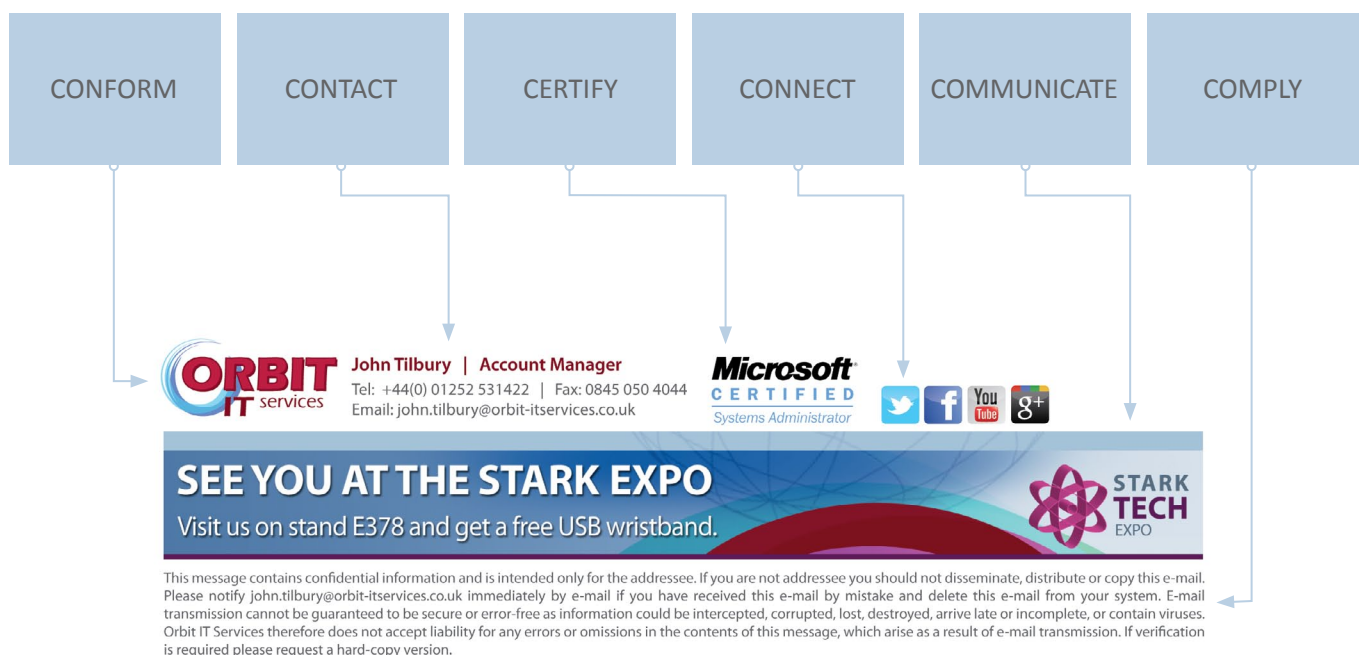 CONFORM
CONTACT
CERTIFY
CONNECT
COMMUNICATE
COMPLY
ORBIT
IT services
John Tilbury | Account Manager
Tel: +44(0) 01252 531422 | Fax: 0845 050 4044
Email: john.tilbury@orbit-itservices.co.uk
Microsoft
CERTIFIED
Systems Administrator
f
You
Tube
g+
SEE YOU AT THE STARK EXPO
Visit us on stand E378 and get a free USB wristband.
STARK
TECH
EXPO
This message contains confidential information and is intended only for the addressee. If you are not addressee you should not disseminate, distribute or copy this e-mail.
Please notify john.tilbury@orbit-itservices.co.uk immediately by e-mail if you have received this e-mail by mistake and delete this e-mail from your system. E-mail
transmission cannot be guaranteed to be secure or error-free as information could be intercepted, corrupted, lost, destroyed, arrive late or incomplete, or contain viruses.
Orbit IT Services therefore does not accept liability for any errors or omissions in the contents of this message, which arise as a result of e-mail transmission. If verification
is required please request a hard-copy version.